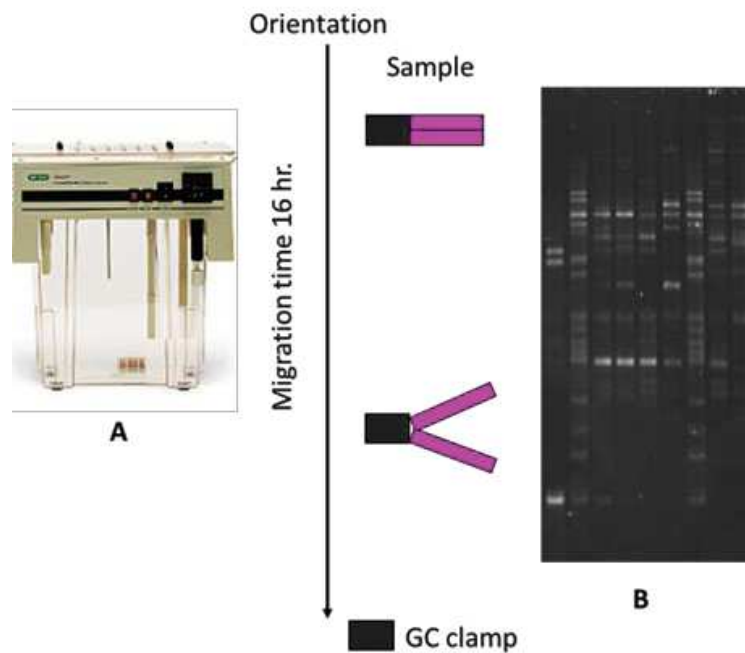 Orientation
Sample
Migration time 16 hr.
A
B
GC clamp